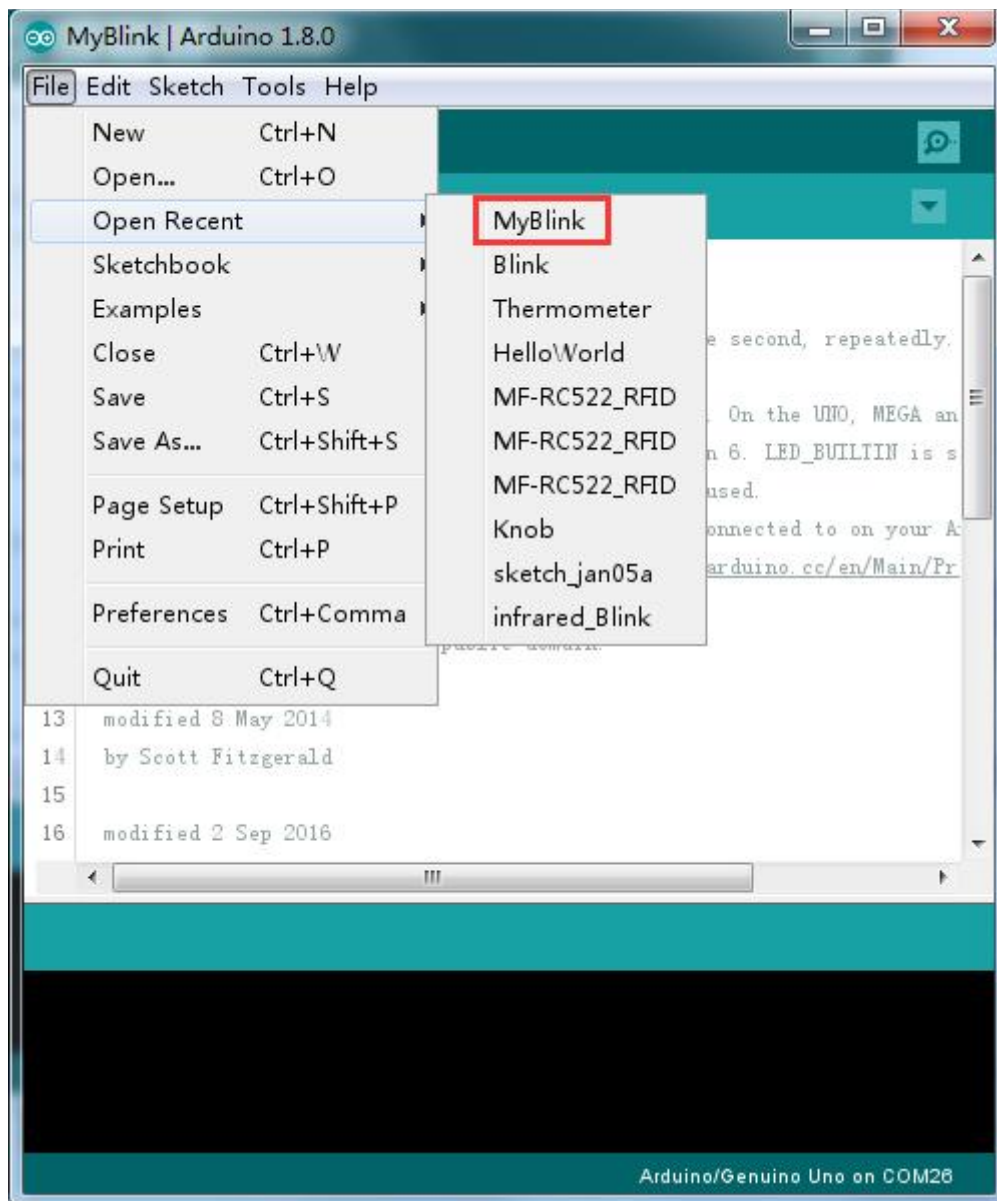 MyBlink | Arduino 1.8.0
File Edit Sketch Tools Help
New Ctrl+N
Open... Ctrl+O
Open Recent
Sketchbook
Examples
Close Ctrl+W
Save Ctrl+S
Save As... Ctrl+Shift+S
Page Setup Ctrl+Shift+P
Print Ctrl+P
Preferences Ctrl+Comma
Quit Ctrl+Q
MyBlink
Blink
Thermometer
HelloWorld
MF-RC522_RFID
MF-RC522_RFID
MF-RC522_RFID
Knob
sketch_jan05a
infrared_Blink
second, repeatedly.
. On the UNO, MEGA an
6. LED_BUILTIN is s
used.
onnected to on your A
arduino.cc/en/Main/Pr
public domain.
13 modified 8 May 2014
14 by Scott Fitzgerald
15
16 modified 2 Sep 2016
Arduino/Genuino Uno on COM26